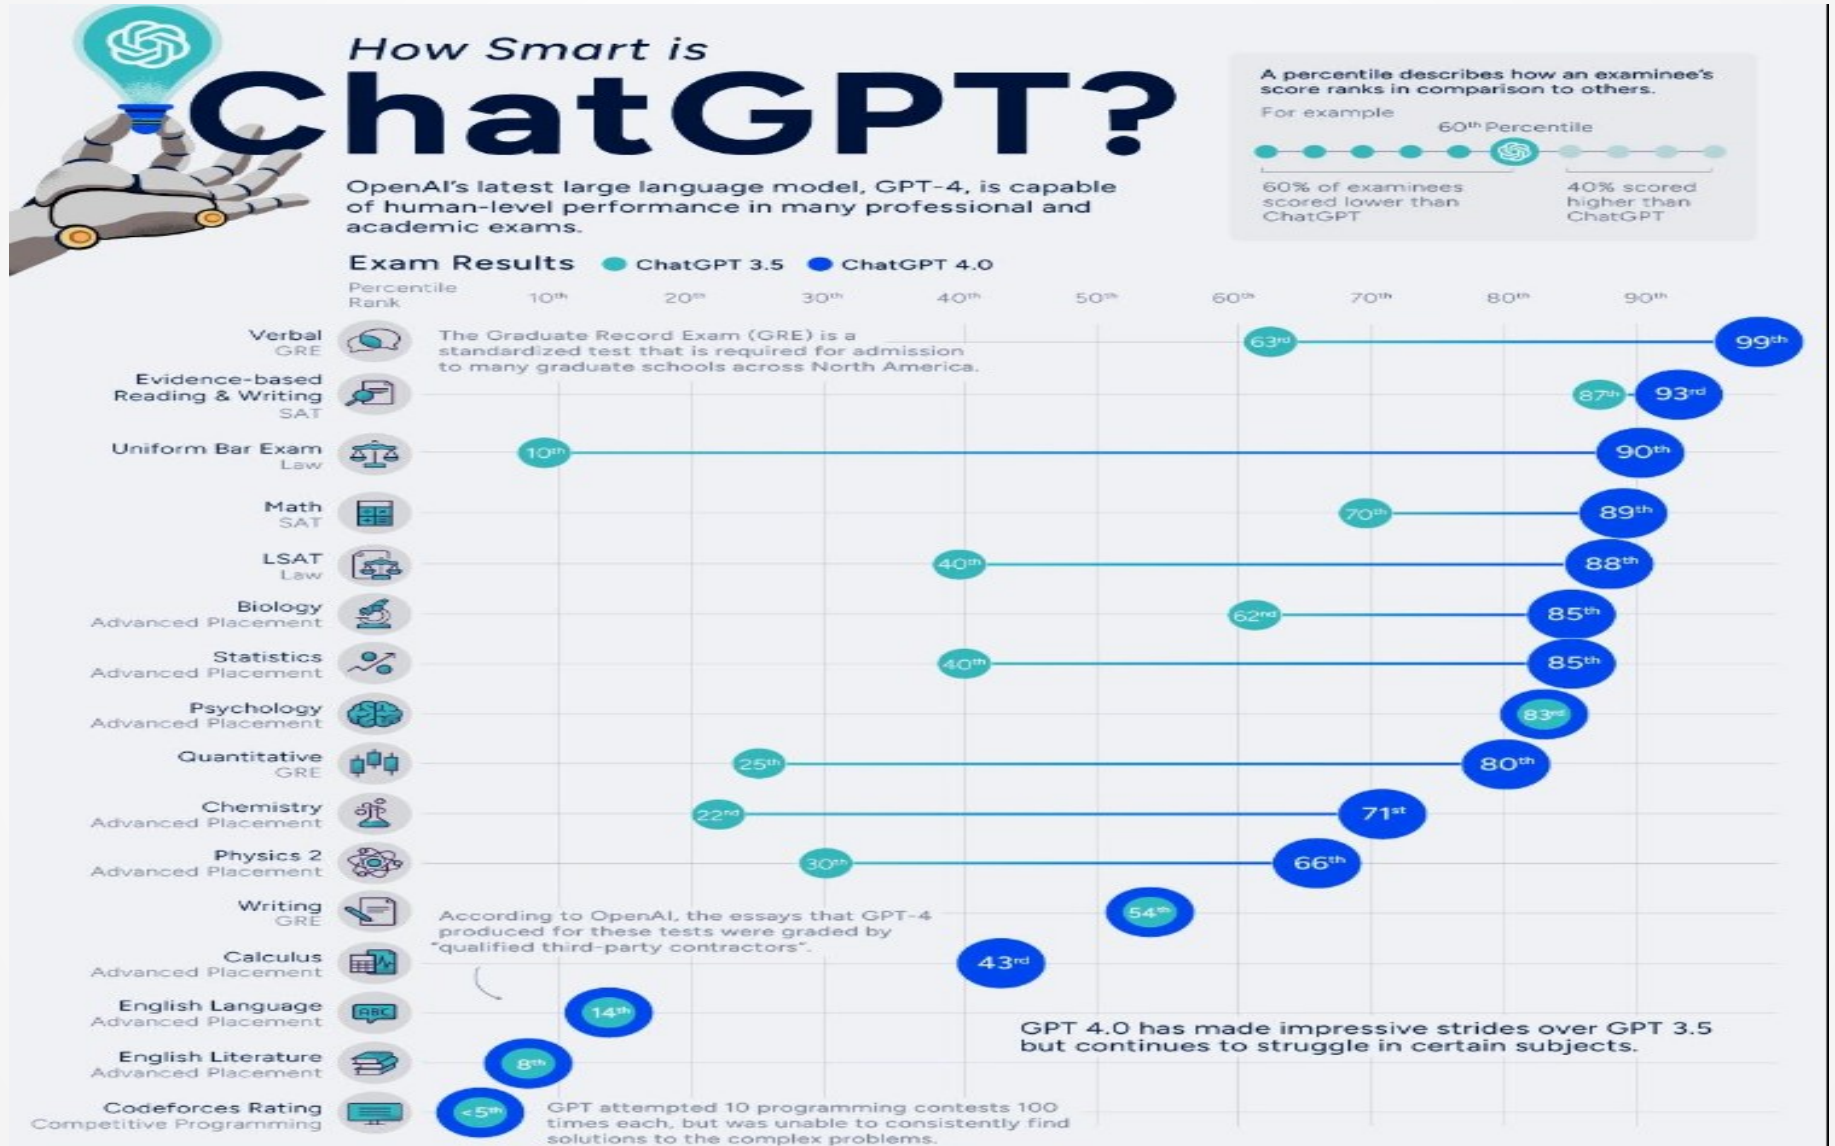 How Smart is
ChatGPT?
OpenAI's latest large language model, GPT-4, is capable
of human-level performance in many professional and
academic exams.
A percentile describes how an examinee's
score ranks in comparison to others.
For example
60th Percentile
60% of examinees
scored lower than
ChatGPT
40% scored
higher than
ChatGPT
Exam Results ChatGPT 3.5 ChatGPT 4.0
Percentile
Rank
10th 20th 30th 40th 50th 60th 70th 80th 90th
Verbal
GRE
The Graduate Record Exam (GRE) is a
standardized test that is required for admission
to many graduate schools across North America.
63rd 99th
Evidence-based
Reading & Writing
SAT
87th 93rd
Uniform Bar Exam
Law
10th 90th
Math
SAT
70th 89th
LSAT
Law
40th 88th
Biology
Advanced Placement
62nd 85th
Statistics
Advanced Placement
40th 85th
Psychology
Advanced Placement
83rd
Quantitative
GRE
25th 80th
Chemistry
Advanced Placement
22nd 71st
Physics 2
Advanced Placement
30th 66th
Writing
GRE
54th
According to OpenAI, the essays that GPT-4
produced for these tests were graded by
"qualified third-party contractors".
Calculus
Advanced Placement
43rd
English Language
Advanced Placement
ABC
14th
GPT 4.0 has made impressive strides over GPT 3.5
but continues to struggle in certain subjects.
English Literature
Advanced Placement
8th
Codeforces Rating
Competitive Programming
<5th
GPT attempted 10 programming contests 100
times each, but was unable to consistently find
solutions to the complex problems.